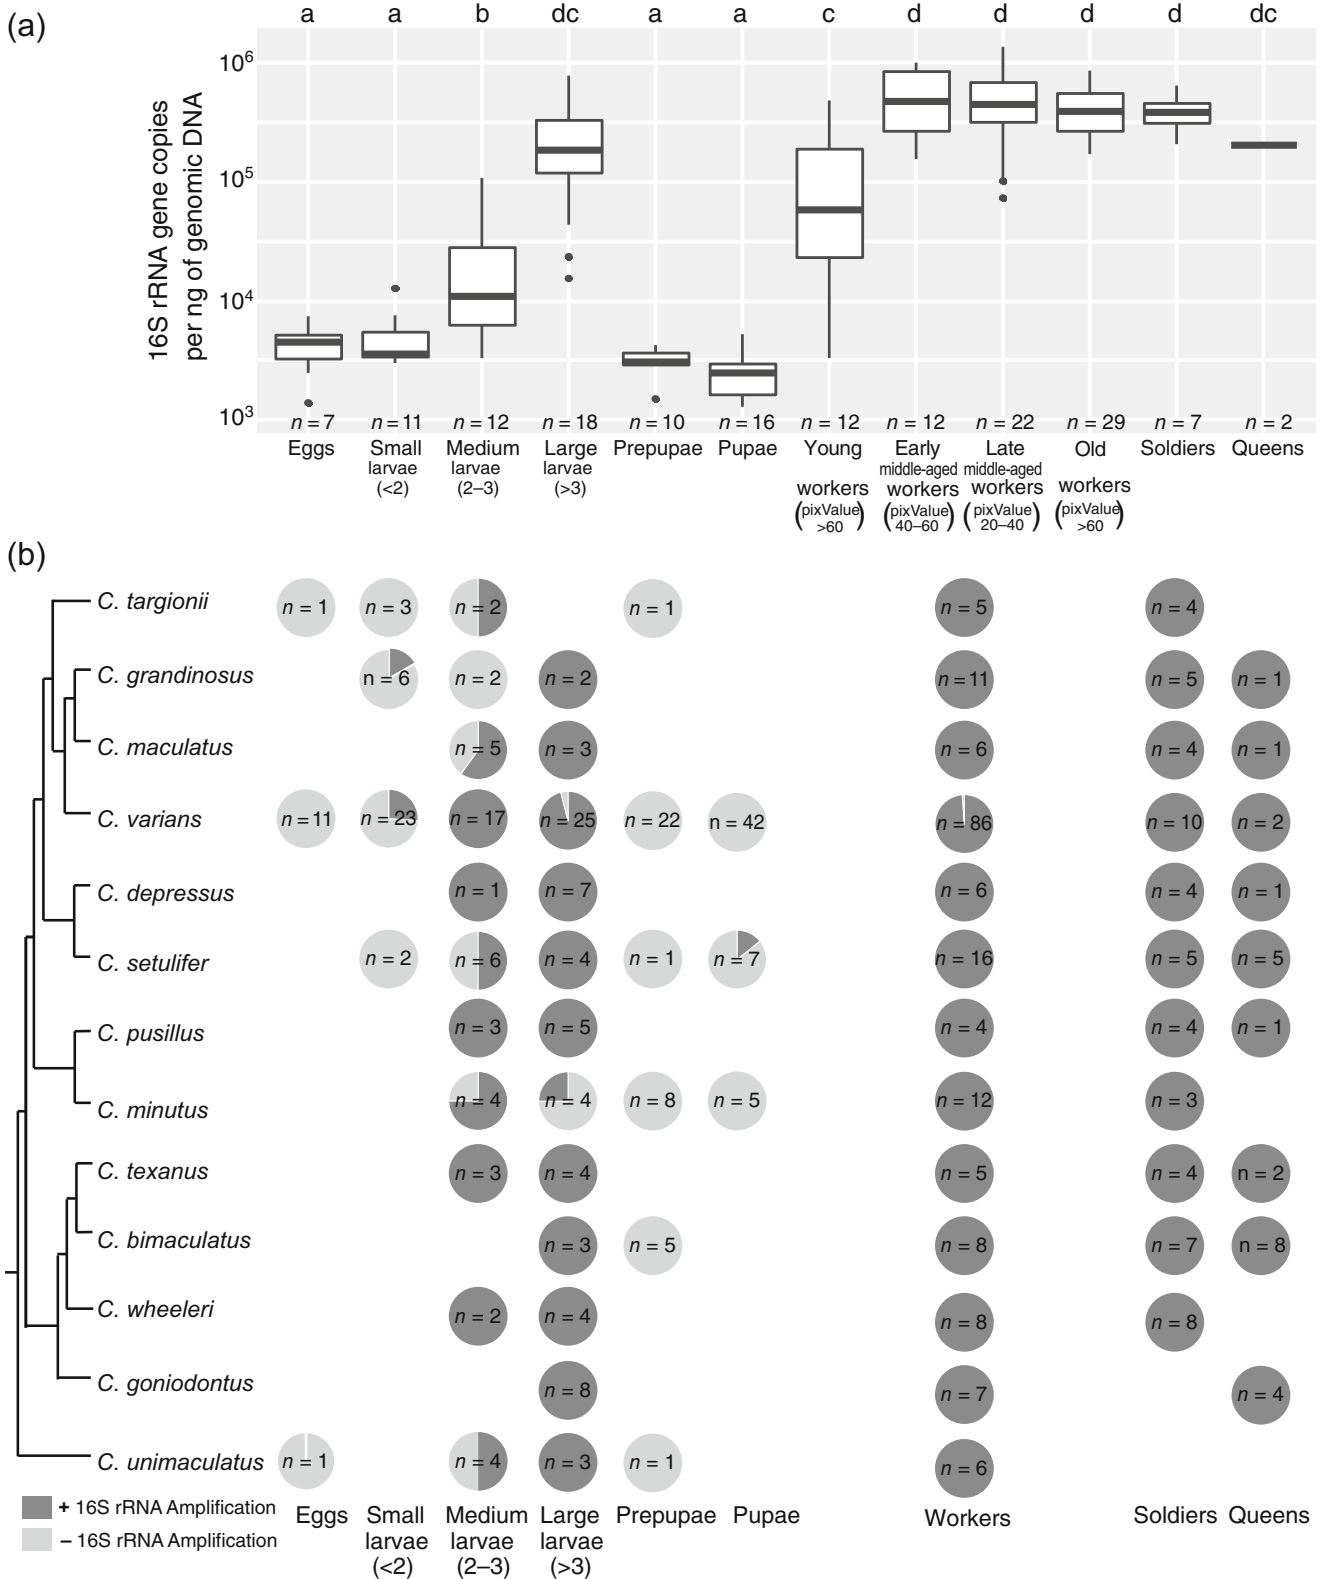 (a)
a a b dc a a c d d d d dc
16S rRNA gene copies
per ng of genomic DNA
10⁶
10⁵
10⁴
10³
n = 7 n = 11 n = 12 n = 18 n = 10 n = 16 n = 12 n = 12 n = 22 n = 29 n = 7 n = 2
Eggs Small Medium Large Prepupae Pupae Young Early Late Old Soldiers Queens
larvae larvae larvae middle-aged middle-aged
(<2) (2–3) (>3) workers workers workers workers
(pixValue (pixValue (pixValue (pixValue
>60) 40–60) 20–40) >60)
(b)
C. targionii n = 1 n = 3 n = 2 n = 1 n = 5 n = 4
C. grandinosus n = 6 n = 2 n = 2 n = 11 n = 5 n = 1
C. maculatus n = 5 n = 3 n = 6 n = 4 n = 1
C. varians n = 11 n = 23 n = 17 n = 25 n = 22 n = 42 n = 86 n = 10 n = 2
C. depressus n = 1 n = 7 n = 6 n = 4 n = 1
C. setulifer n = 2 n = 6 n = 4 n = 1 n = 7 n = 16 n = 5 n = 5
C. pusillus n = 3 n = 5 n = 4 n = 4 n = 1
C. minutus n = 4 n = 4 n = 8 n = 5 n = 12 n = 3
C. texanus n = 3 n = 4 n = 5 n = 4 n = 2
C. bimaculatus n = 3 n = 5 n = 8 n = 7 n = 8
C. wheeleri n = 2 n = 4 n = 8 n = 8
C. goniodontus n = 8 n = 7 n = 4
C. unimaculatus n = 1 n = 4 n = 3 n = 1 n = 6
+ 16S rRNA Amplification
– 16S rRNA Amplification
Eggs Small Medium Large Prepupae Pupae Workers Soldiers Queens
larvae larvae larvae
(<2) (2–3) (>3)